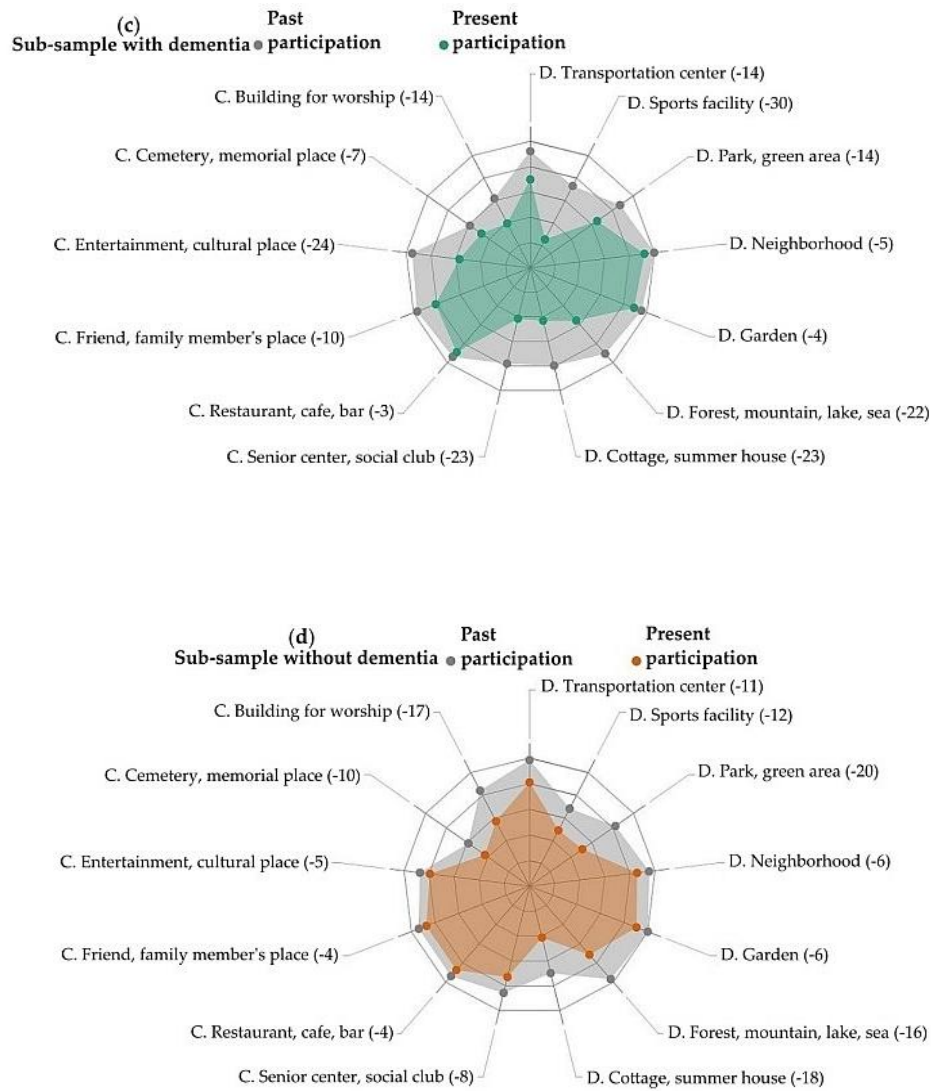 (c)
Sub-sample with dementia
Past
participation
Present
participation
D. Transportation center (-14)
C. Building for worship (-14)
D. Sports facility (-30)
C. Cemetery, memorial place (-7)
D. Park, green area (-14)
C. Entertainment, cultural place (-24)
D. Neighborhood (-5)
C. Friend, family member's place (-10)
D. Garden (-4)
C. Restaurant, cafe, bar (-3)
D. Forest, mountain, lake, sea (-22)
C. Senior center, social club (-23)
D. Cottage, summer house (-23)
(d)
Sub-sample without dementia
Past
participation
Present
participation
D. Transportation center (-11)
C. Building for worship (-17)
D. Sports facility (-12)
C. Cemetery, memorial place (-10)
D. Park, green area (-20)
C. Entertainment, cultural place (-5)
D. Neighborhood (-6)
C. Friend, family member's place (-4)
D. Garden (-6)
C. Restaurant, cafe, bar (-4)
D. Forest, mountain, lake, sea (-16)
C. Senior center, social club (-8)
D. Cottage, summer house (-18)